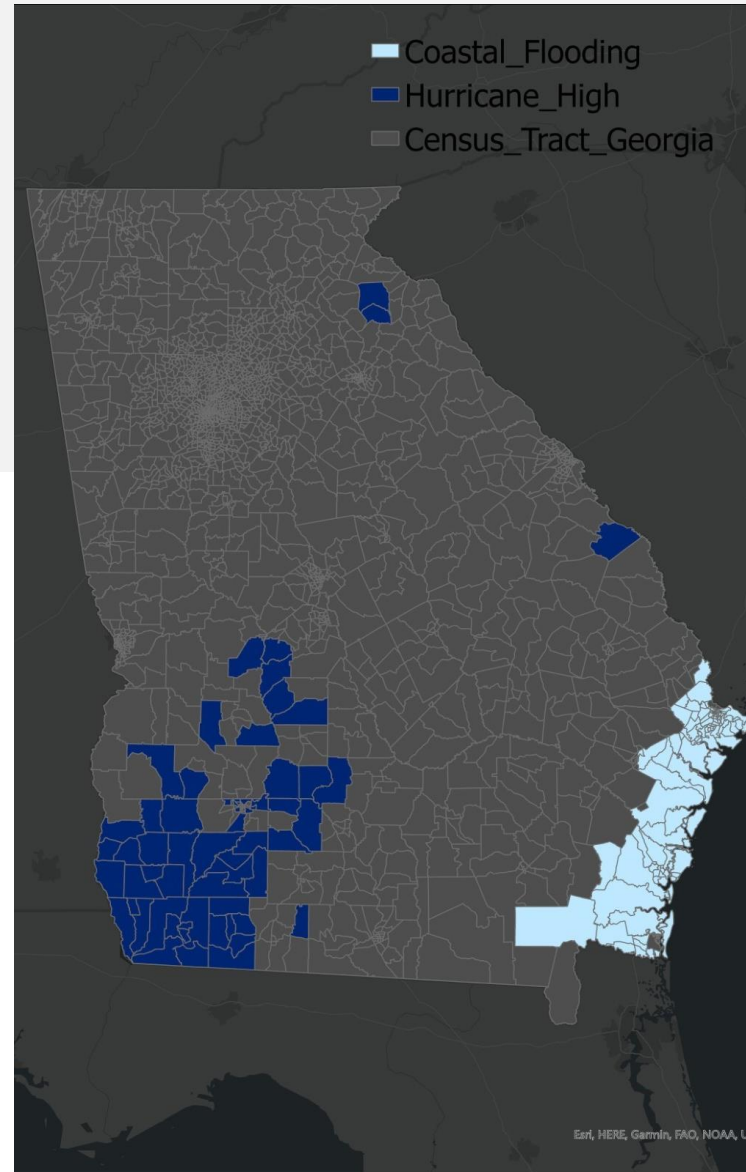 Coastal_Flooding
Hurricane_High
Census_Tract_Georgia
Esri, HERE, Garmin, FAO, NOAA, U